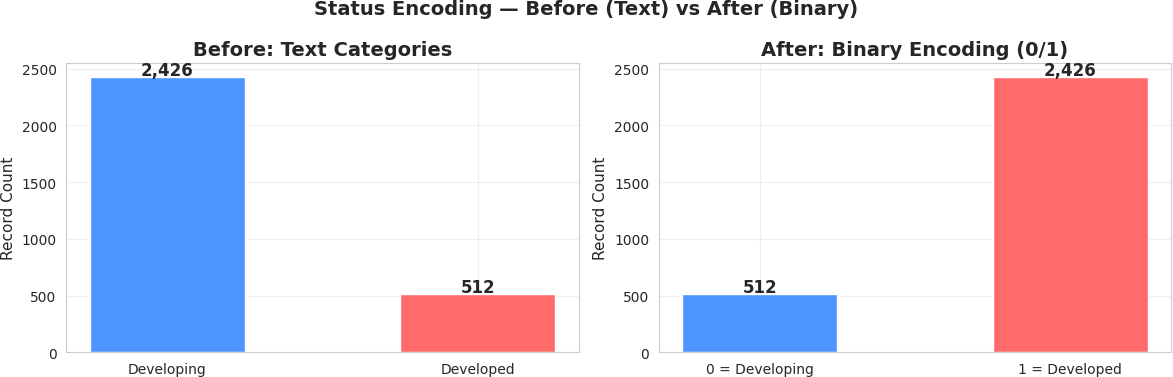 Status Encoding — Before (Text) vs After (Binary)
Before: Text Categories
Record Count
2500
2000
1500
1000
500
0
2,426
512
Developing
Developed
After: Binary Encoding (0/1)
Record Count
2500
2000
1500
1000
500
0
512
2,426
0 = Developing
1 = Developed